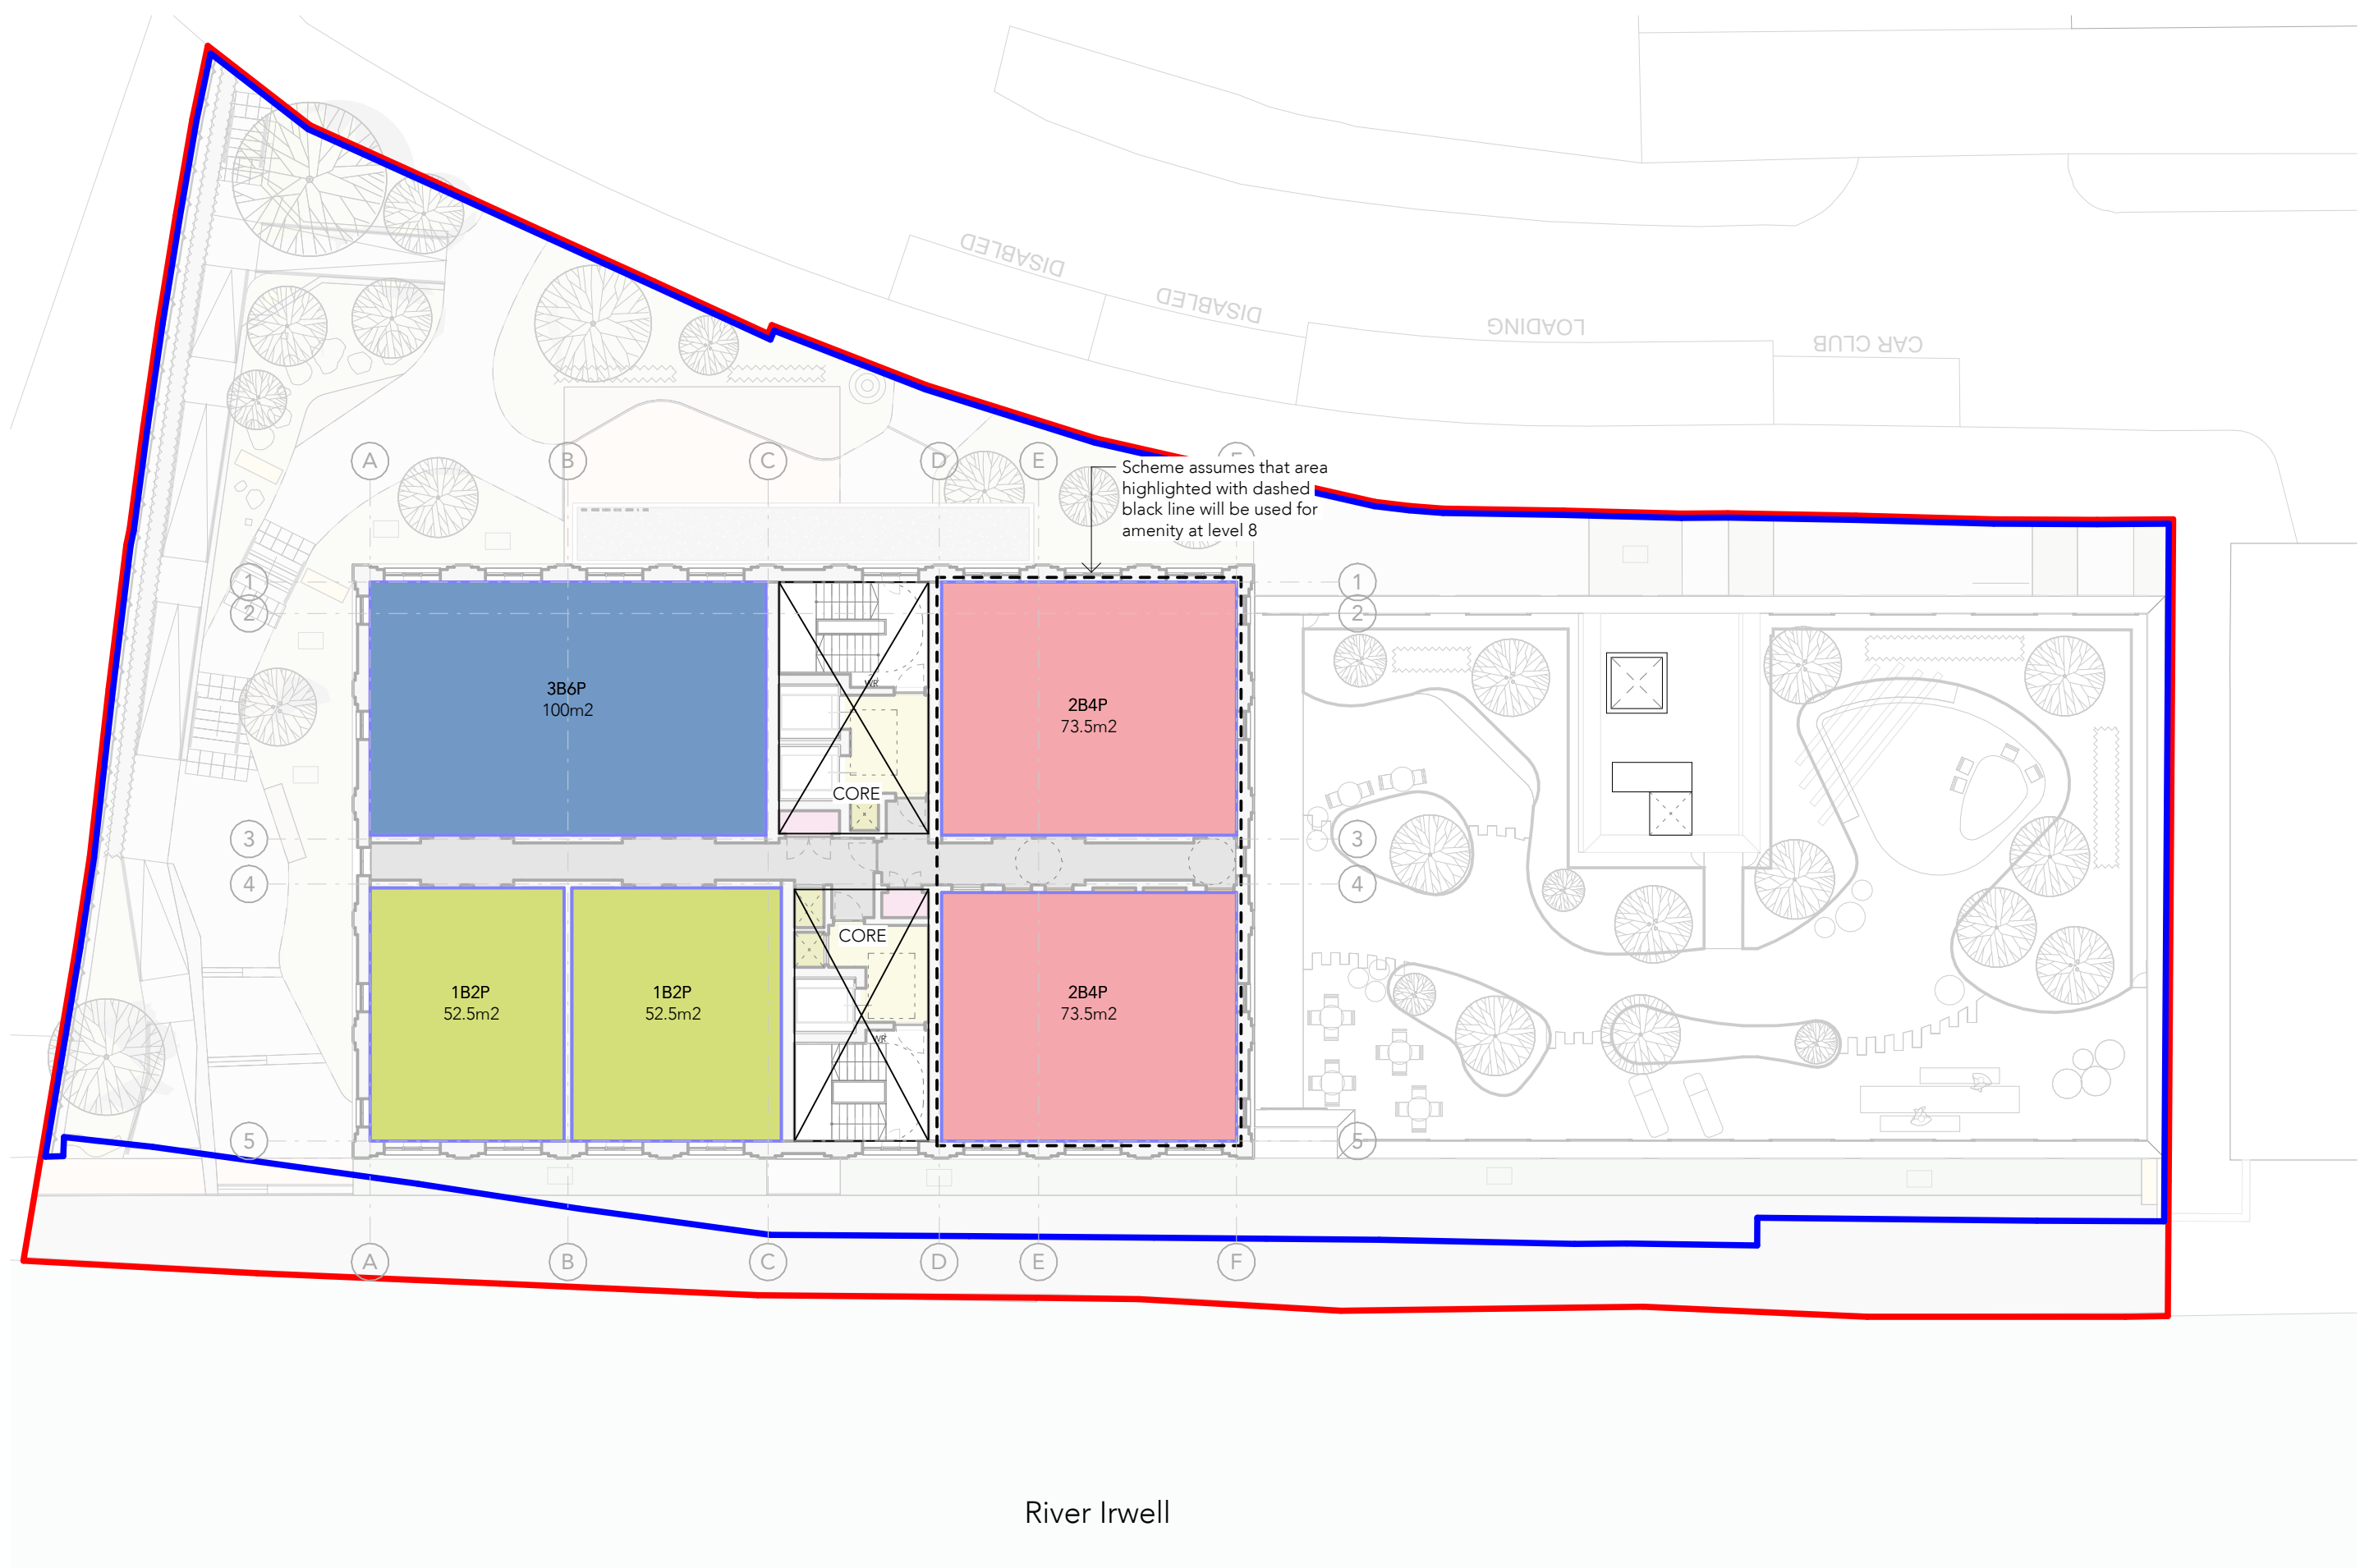 DISABLED
DISABLED
LOADING
CAR CLUB
A
B
C
D
E
F
Scheme assumes that area
highlighted with dashed
black line will be used for
amenity at level 8
1
1
2
2
3B6P
100m2
WR
2B4P
73.5m2
CORE
3
3
4
4
CORE
1B2P
52.5m2
1B2P
52.5m2
2B4P
73.5m2
WR
5
5
A
B
C
D
E
F
River Irwell